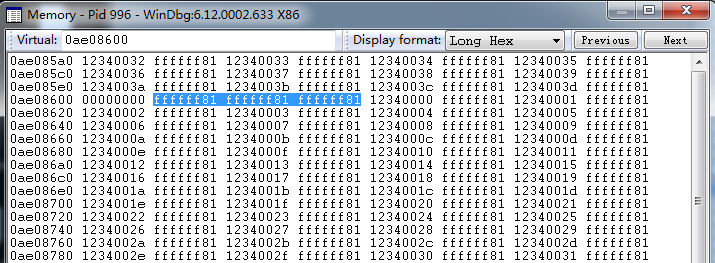 Memory - Pid 996 - WinDbg:6.12.0002.633 X86
Virtual: 0ae08600 Display format: Long Hex Previous Next
0ae085a0 12340032 ffffff81 12340033 ffffff81 12340034 ffffff81 12340035 ffffff81
0ae085c0 12340036 ffffff81 12340037 ffffff81 12340038 ffffff81 12340039 ffffff81
0ae085e0 1234003a ffffff81 1234003b ffffff81 1234003c ffffff81 1234003d ffffff81
0ae08600 00000000 ffffff81 ffffff81 ffffff81 12340000 ffffff81 12340001 ffffff81
0ae08620 12340002 ffffff81 12340003 ffffff81 12340004 ffffff81 12340005 ffffff81
0ae08640 12340006 ffffff81 12340007 ffffff81 12340008 ffffff81 12340009 ffffff81
0ae08660 1234000a ffffff81 1234000b ffffff81 1234000c ffffff81 1234000d ffffff81
0ae08680 1234000e ffffff81 1234000f ffffff81 12340010 ffffff81 12340011 ffffff81
0ae086a0 12340012 ffffff81 12340013 ffffff81 12340014 ffffff81 12340015 ffffff81
0ae086c0 12340016 ffffff81 12340017 ffffff81 12340018 ffffff81 12340019 ffffff81
0ae086e0 1234001a ffffff81 1234001b ffffff81 1234001c ffffff81 1234001d ffffff81
0ae08700 1234001e ffffff81 1234001f ffffff81 12340020 ffffff81 12340021 ffffff81
0ae08720 12340022 ffffff81 12340023 ffffff81 12340024 ffffff81 12340025 ffffff81
0ae08740 12340026 ffffff81 12340027 ffffff81 12340028 ffffff81 12340029 ffffff81
0ae08760 1234002a ffffff81 1234002b ffffff81 1234002c ffffff81 1234002d ffffff81
0ae08780 1234002e ffffff81 1234002f ffffff81 12340030 ffffff81 12340031 ffffff81